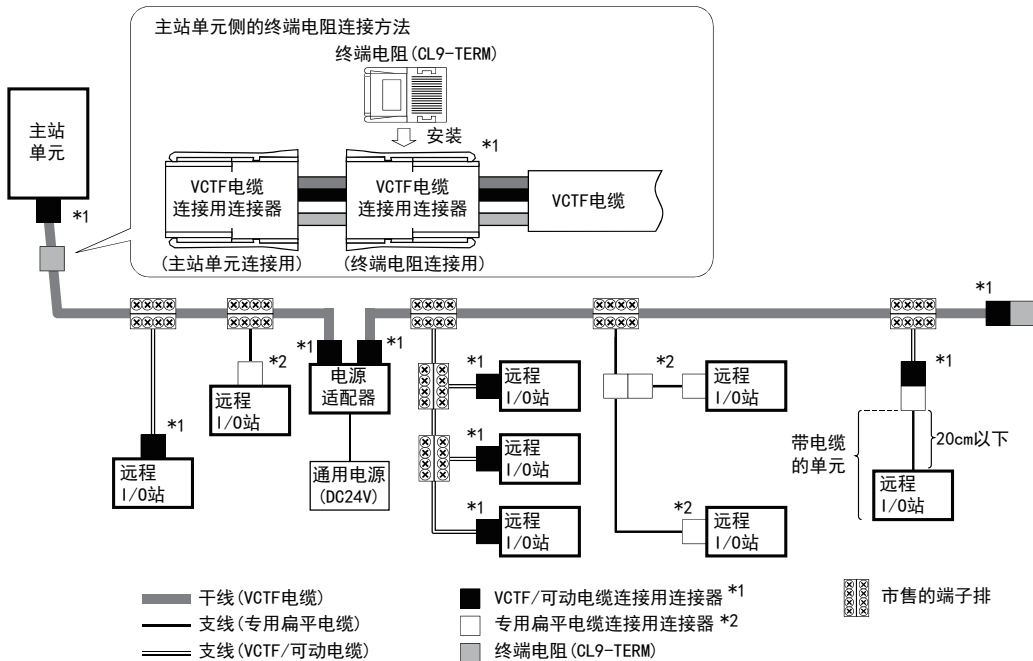 主站单元侧的终端电阻连接方法
终端电阻(CL9-TERM)
安装
*1
VCTF电缆
连接用连接器
VCTF电缆
连接用连接器
VCTF电缆
(主站单元连接用)
(终端电阻连接用)
主站
单元
*1
*1
*2
*1
*1
*1
*2
*1
电源
适配器
远程
I/O站
远程
I/O站
远程
I/O站
远程
I/O站
*1
*1
通用电源
(DC24V)
远程
I/O站
带电缆
的单元
20cm以下
远程
I/O站
*1
*2
远程
I/O站
远程
I/O站
干线(VCTF电缆)
支线(专用扁平电缆)
支线(VCTF/可动电缆)
VCTF/可动电缆连接用连接器*1
专用扁平电缆连接用连接器*2
终端电阻(CL9-TERM)
市售的端子排